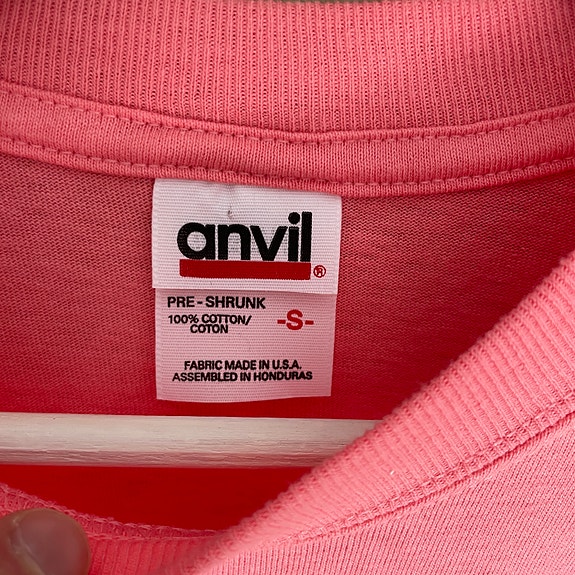 anvil®
PRE - SHRUNK
100% COTTON/
COTON
-S-
FABRIC MADE IN U.S.A.
ASSEMBLED IN HONDURAS